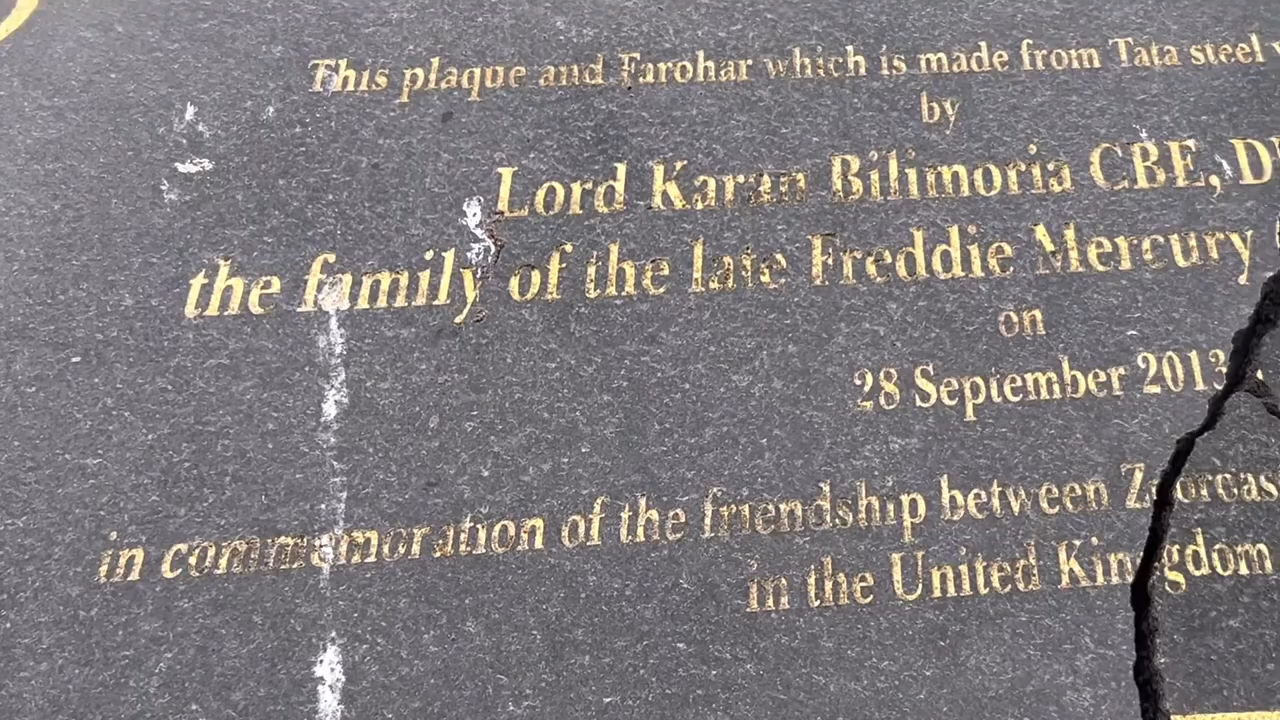 This plaque and Farohar which is made from Tata steel
by
Lord Karan Bilimoria CBE,
the family of the late Freddie Mercury
on
28 September 2013
in commemoration of the friendship between
in the United Kingdom